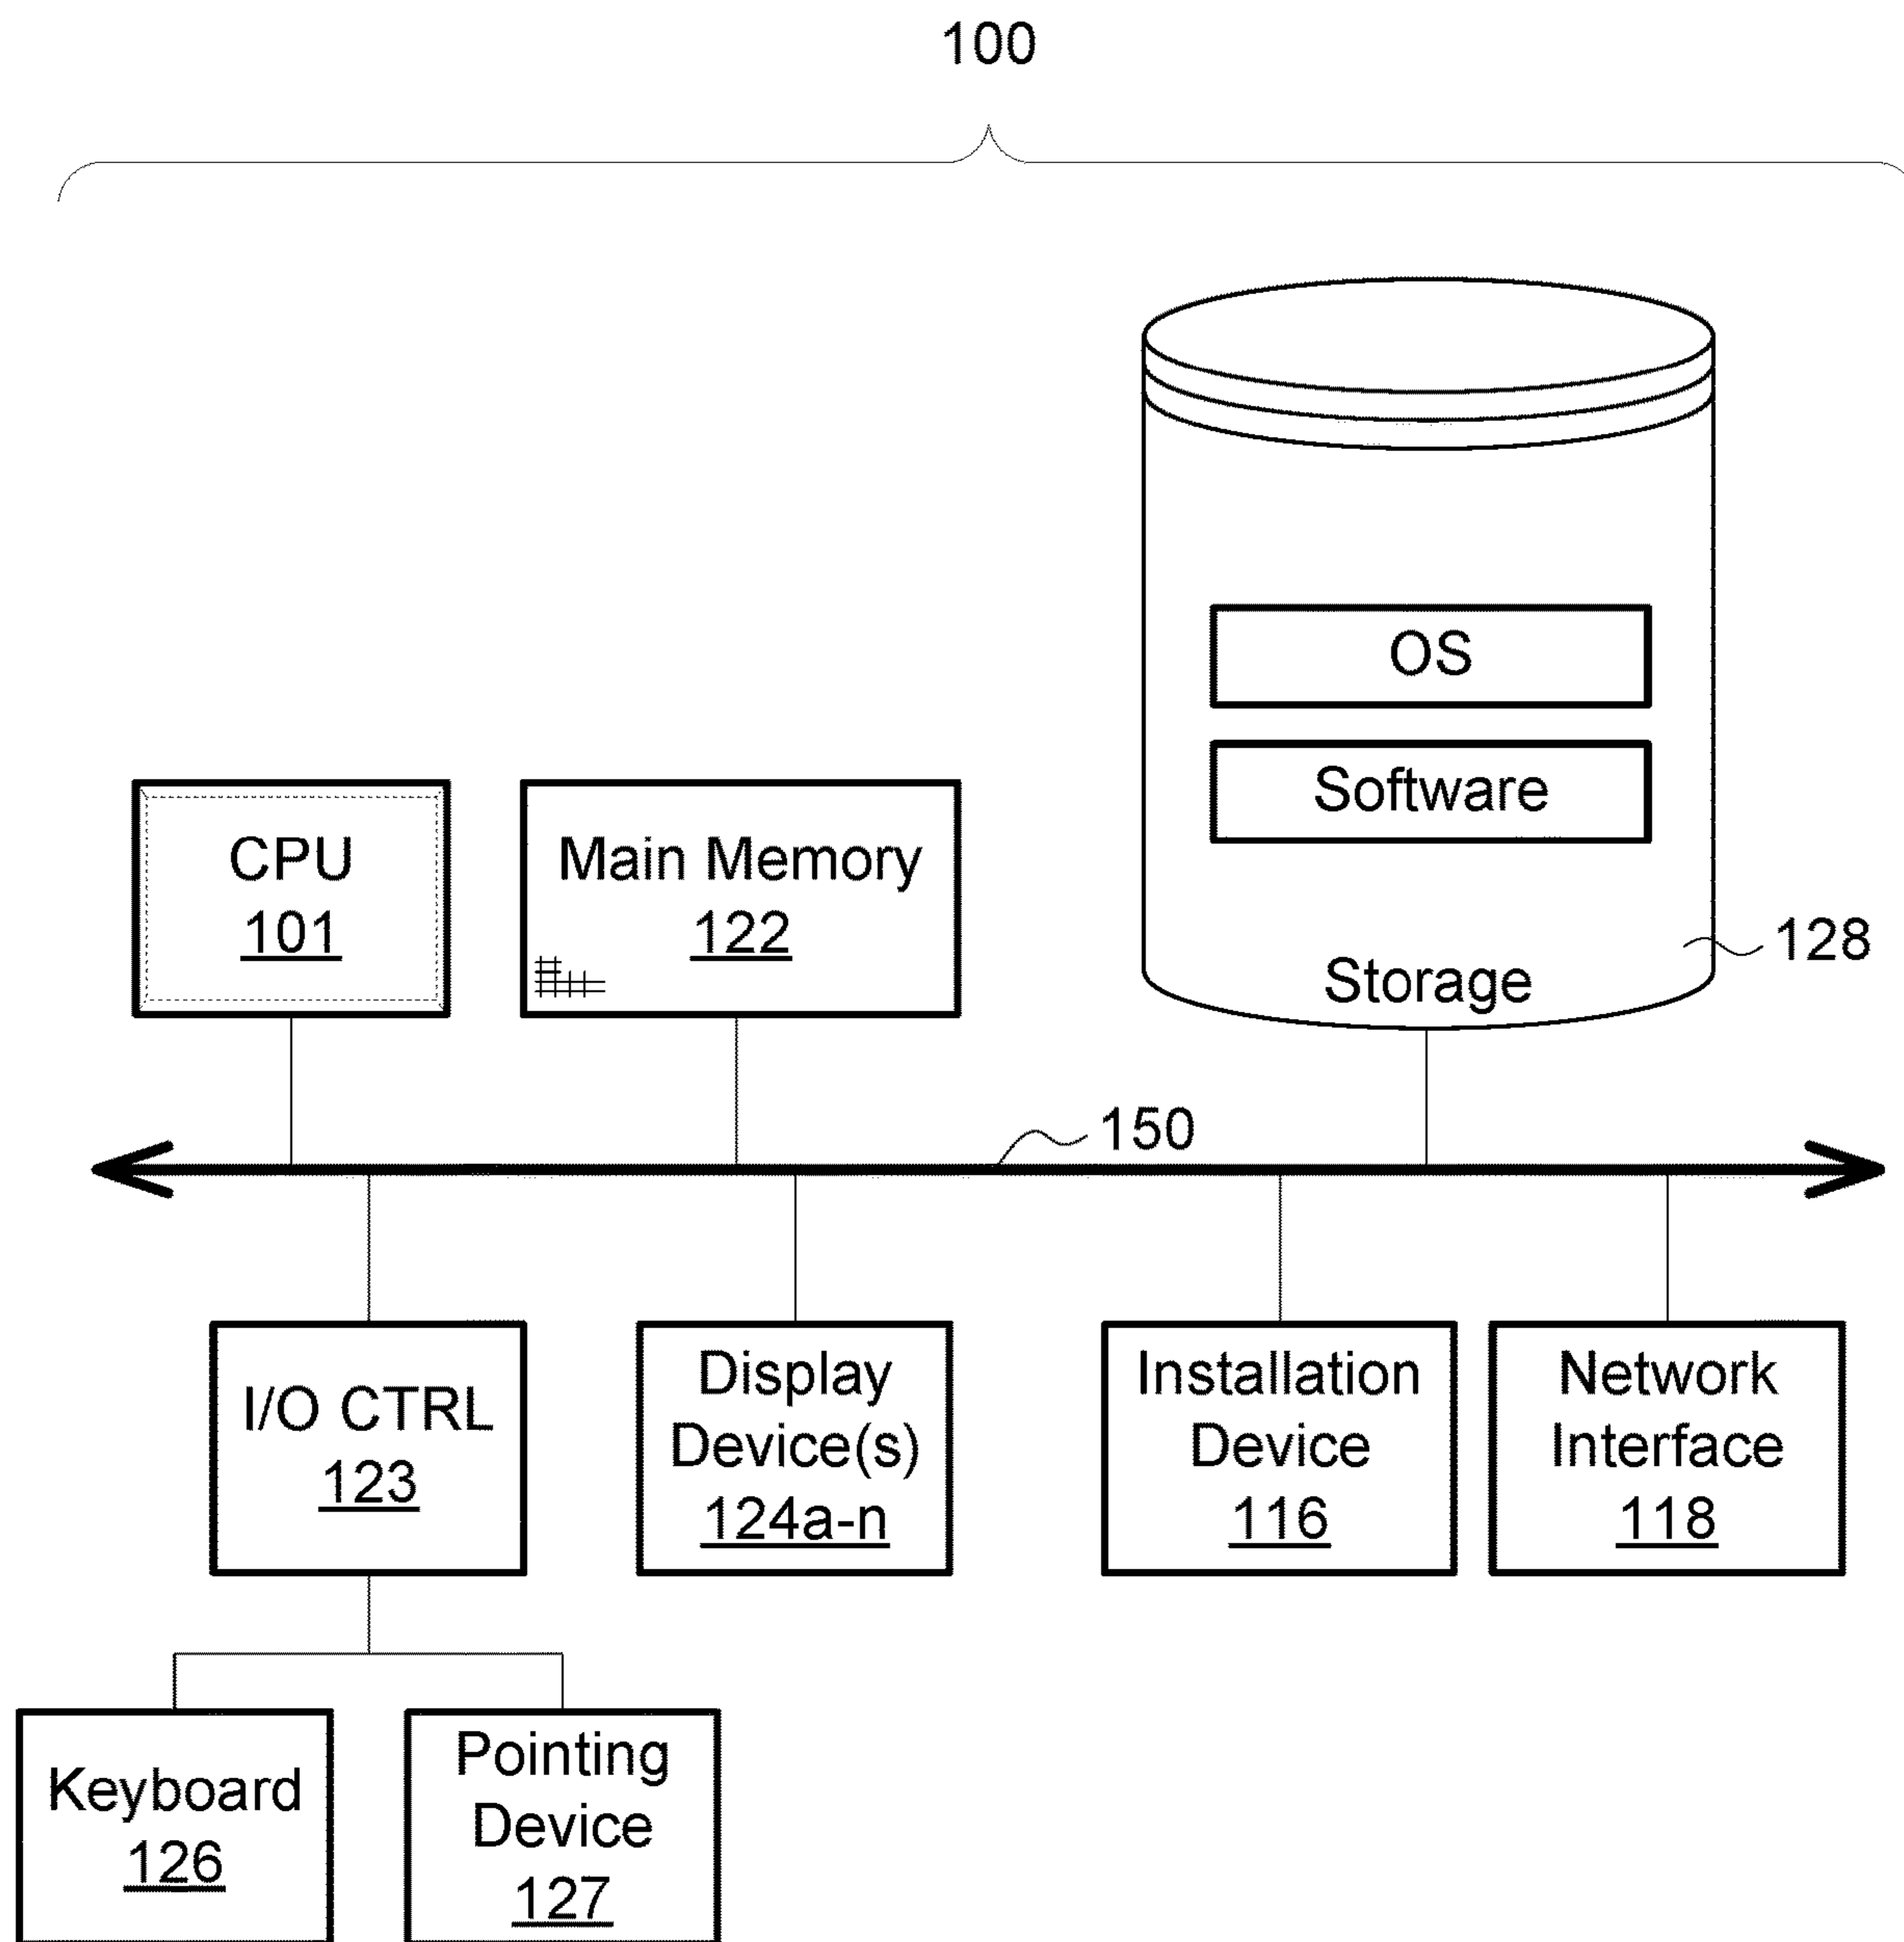 100
OS
Software
CPU
101
Main Memory
122
Storage
128
150
I/O CTRL
123
Display
Device(s)
124a-n
Installation
Device
116
Network
Interface
118
Keyboard
126
Pointing
Device
127